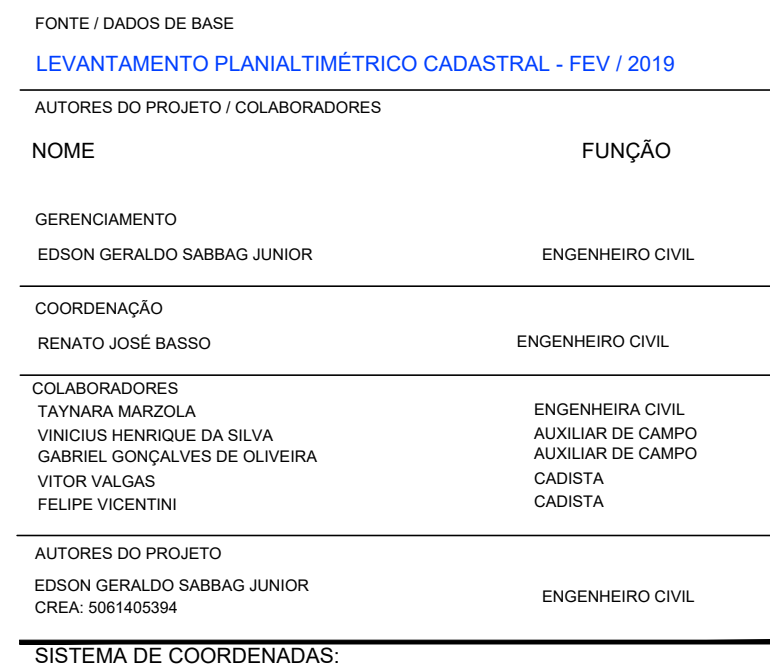 FONTE / DADOS DE BASE
LEVANTAMENTO PLANIALTIMÉTRICO CADASTRAL - FEV / 2019
AUTORES DO PROJETO / COLABORADORES
NOME FUNÇÃO
GERENCIAMENTO
EDSON GERALDO SABBAG JUNIOR ENGENHEIRO CIVIL
COORDENAÇÃO
RENATO JOSÉ BASSO ENGENHEIRO CIVIL
COLABORADORES
TAYNARA MARZOLA ENGENHEIRA CIVIL
VINICIUS HENRIQUE DA SILVA AUXILIAR DE CAMPO
GABRIEL GONÇALVES DE OLIVEIRA AUXILIAR DE CAMPO
VITOR VALGAS CADISTA
FELIPE VICENTINI CADISTA
AUTORES DO PROJETO
EDSON GERALDO SABBAG JUNIOR ENGENHEIRO CIVIL
CREA: 5061405394
SISTEMA DE COORDENADAS: